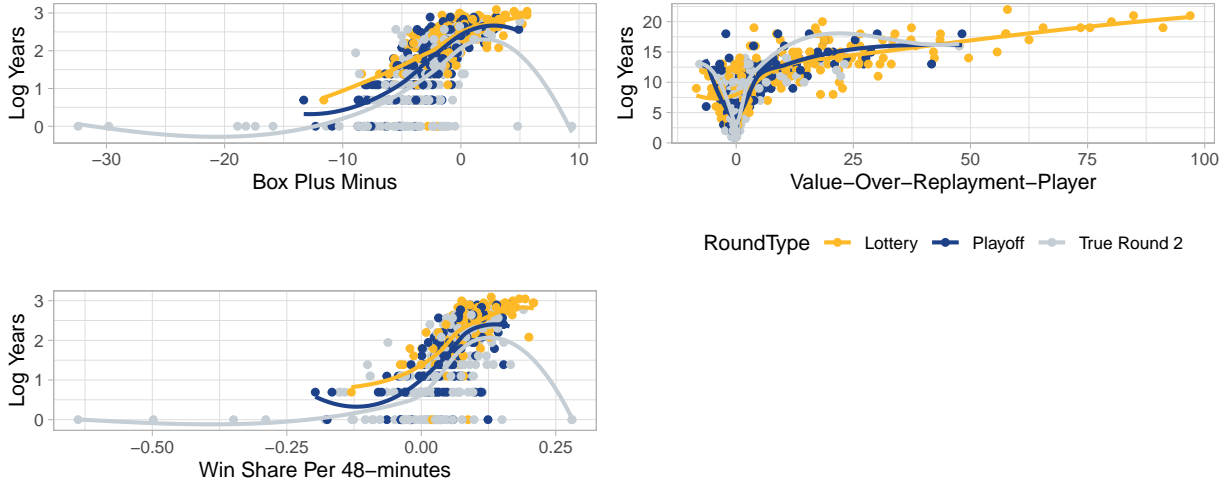 Log Years
3
2
1
0
−30
−20
−10
0
10
Box Plus Minus
Log Years
20
15
10
5
0
0
25
50
75
100
Value−Over−Replayment−Player
RoundType
Lottery
Playoff
True Round 2
Log Years
3
2
1
0
−0.50
−0.25
0.00
0.25
Win Share Per 48−minutes